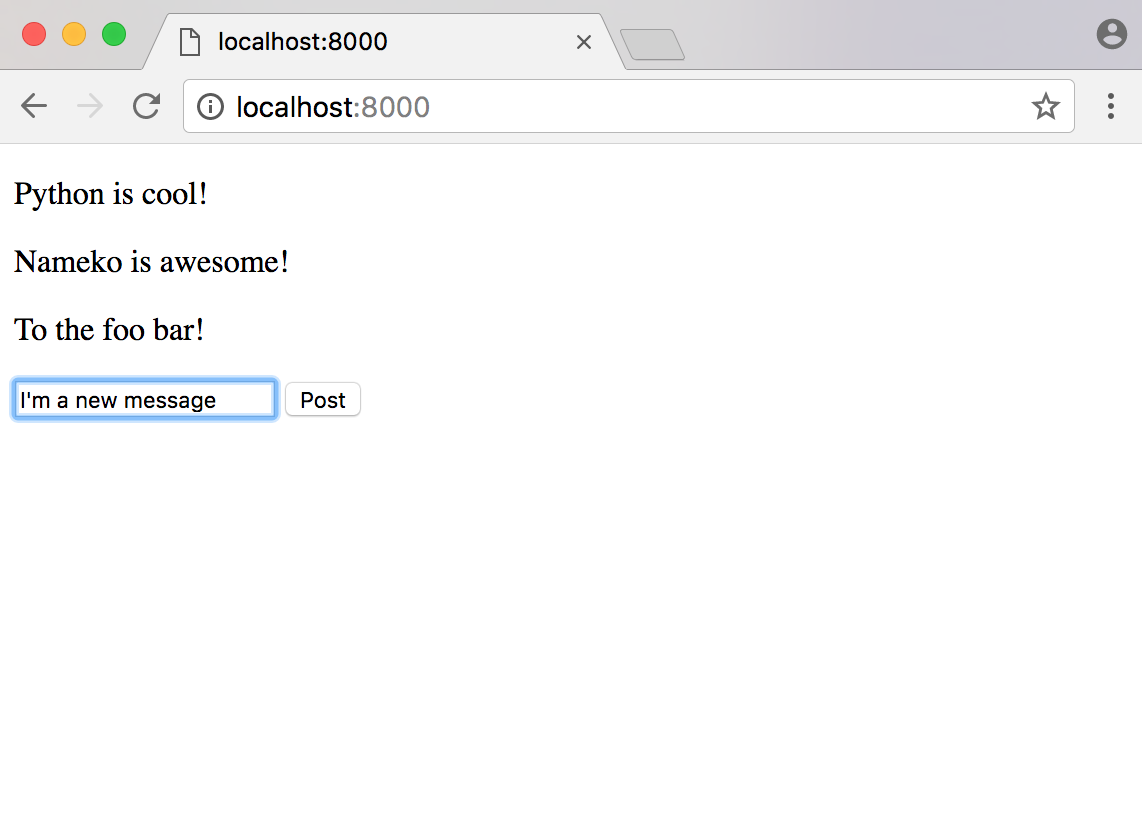 localhost:8000
localhost:8000
Python is cool!
Nameko is awesome!
To the foo bar!
I'm a new message Post